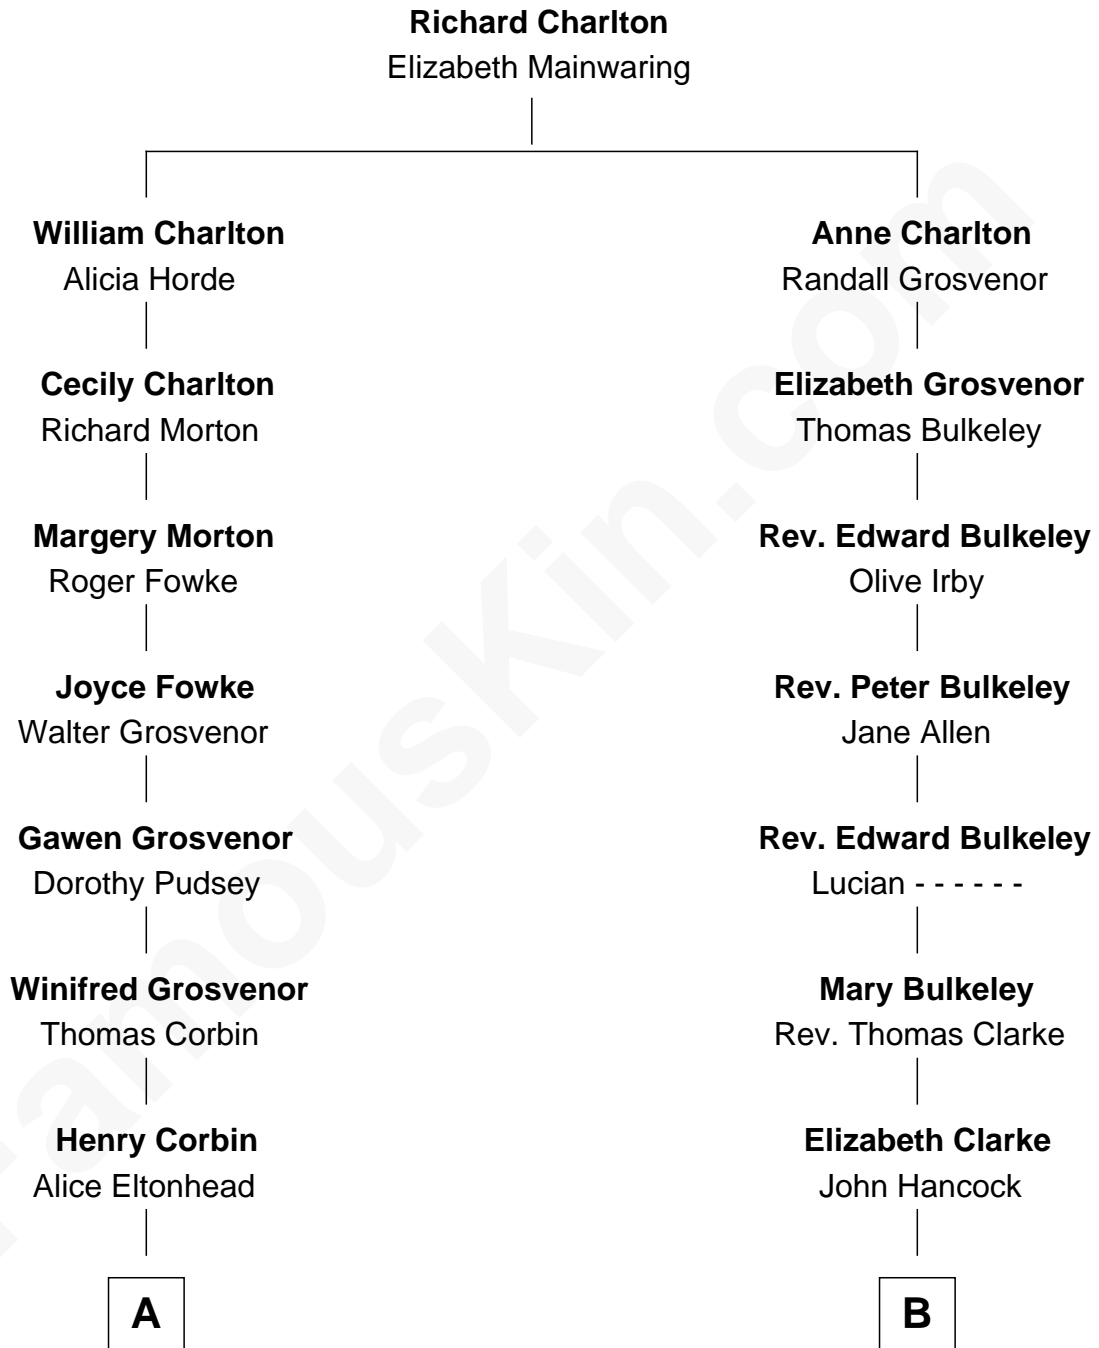 Richard Charlton
Elizabeth Mainwaring
William Charlton
Alicia Horde
Anne Charlton
Randall Grosvenor
Cecily Charlton
Richard Morton
Elizabeth Grosvenor
Thomas Bulkeley
Margery Morton
Roger Fowke
Rev. Edward Bulkeley
Olive Irby
Joyce Fowke
Walter Grosvenor
Rev. Peter Bulkeley
Jane Allen
Gawen Grosvenor
Dorothy Pudsey
Rev. Edward Bulkeley
Lucian - - - - - -
Winifred Grosvenor
Thomas Corbin
Mary Bulkeley
Rev. Thomas Clarke
Henry Corbin
Alice Eltonhead
Elizabeth Clarke
John Hancock
A
B
FamousKin.com